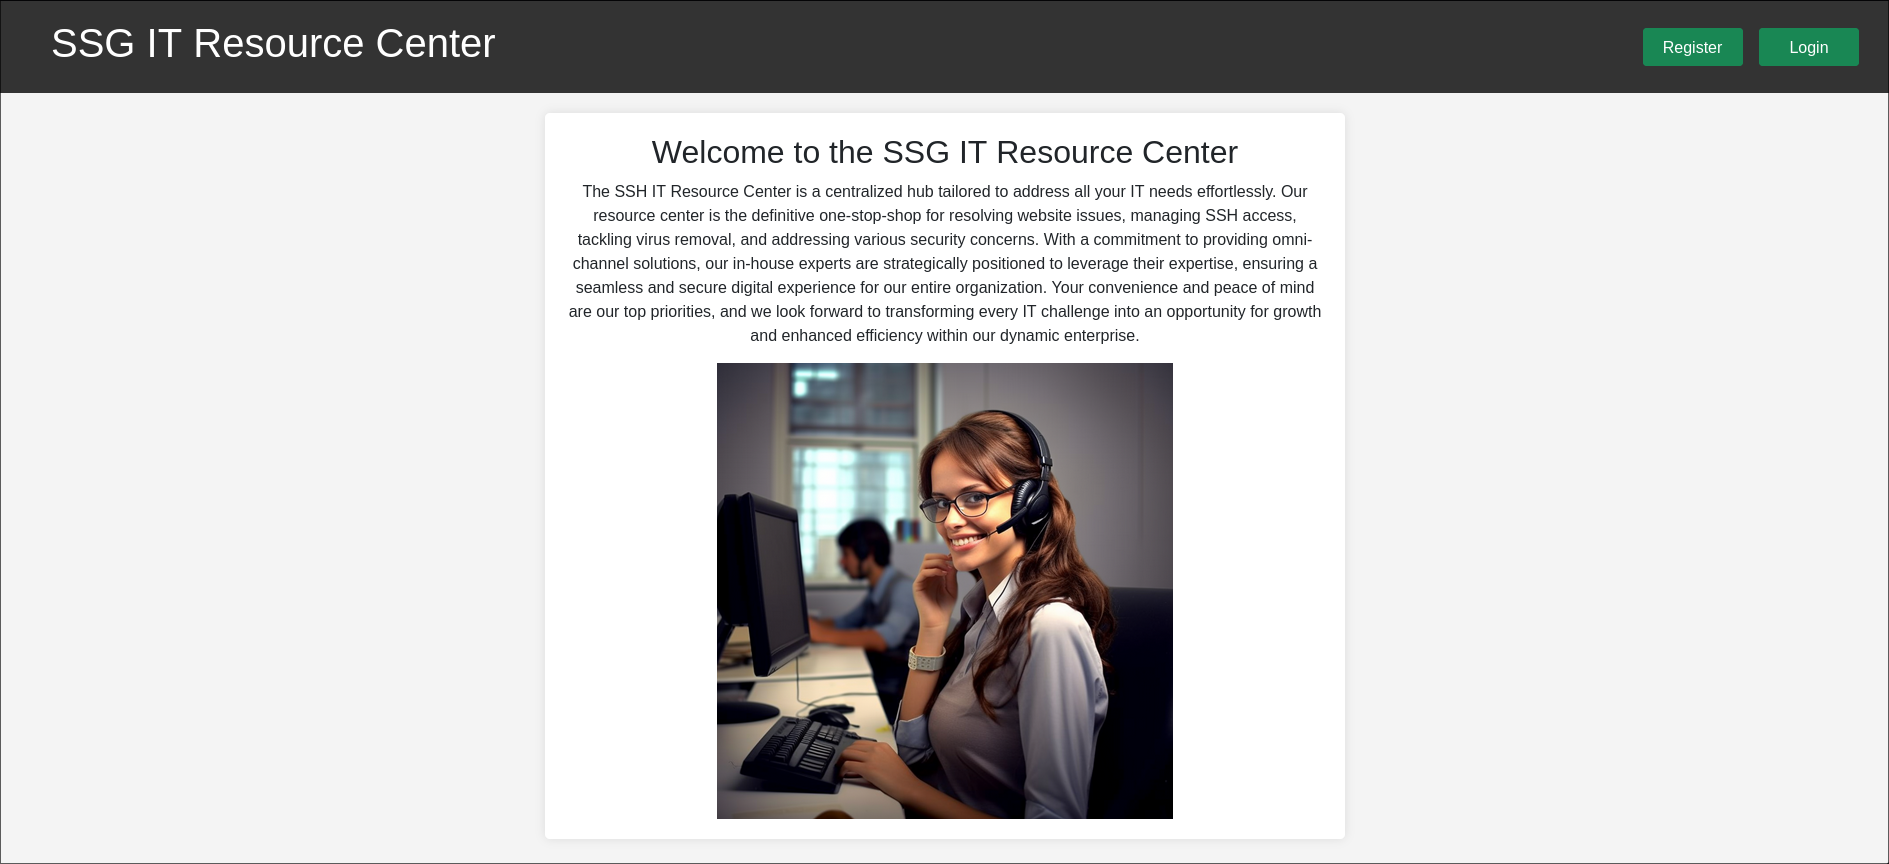 SSG IT Resource Center
Register
Login
Welcome to the SSG IT Resource Center
The SSH IT Resource Center is a centralized hub tailored to address all your IT needs effortlessly. Our
resource center is the definitive one-stop-shop for resolving website issues, managing SSH access,
tackling virus removal, and addressing various security concerns. With a commitment to providing omni-
channel solutions, our in-house experts are strategically positioned to leverage their expertise, ensuring a
seamless and secure digital experience for our entire organization. Your convenience and peace of mind
are our top priorities, and we look forward to transforming every IT challenge into an opportunity for growth
and enhanced efficiency within our dynamic enterprise.